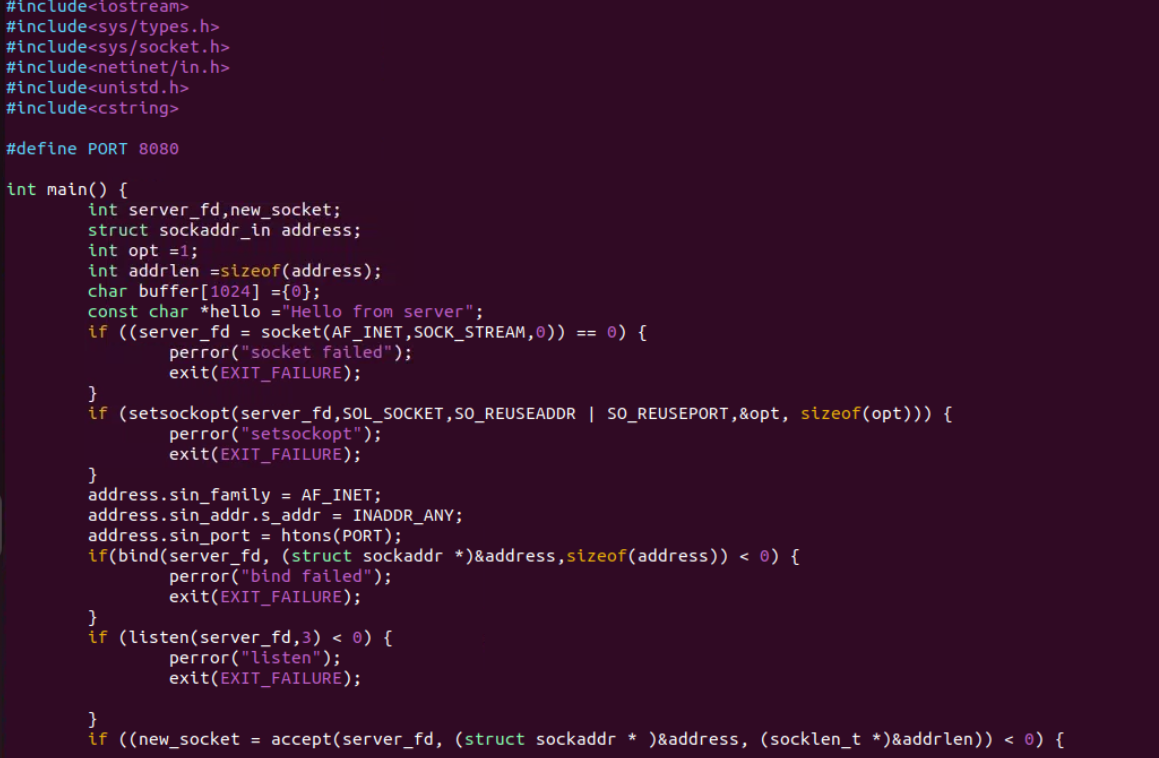 #include<iostream>
#include<sys/types.h>
#include<sys/socket.h>
#include<netinet/in.h>
#include<unistd.h>
#include<cstring>
#define PORT 8080
int main() {
int server_fd,new_socket;
struct sockaddr_in address;
int opt =1;
int addrlen =sizeof(address);
char buffer[1024] ={0};
const char *hello ="Hello from server";
if ((server_fd = socket(AF_INET,SOCK_STREAM,0)) == 0) {
perror("socket failed");
exit(EXIT_FAILURE);
}
if (setsockopt(server_fd,SOL_SOCKET,SO_REUSEADDR | SO_REUSEPORT,&opt, sizeof(opt))) {
perror("setsockopt");
exit(EXIT_FAILURE);
}
address.sin_family = AF_INET;
address.sin_addr.s_addr = INADDR_ANY;
address.sin_port = htons(PORT);
if(bind(server_fd, (struct sockaddr *)&address,sizeof(address)) < 0) {
perror("bind failed");
exit(EXIT_FAILURE);
}
if (listen(server_fd,3) < 0) {
perror("listen");
exit(EXIT_FAILURE);
}
if ((new_socket = accept(server_fd, (struct sockaddr * )&address, (socklen_t *)&addrlen)) < 0) {